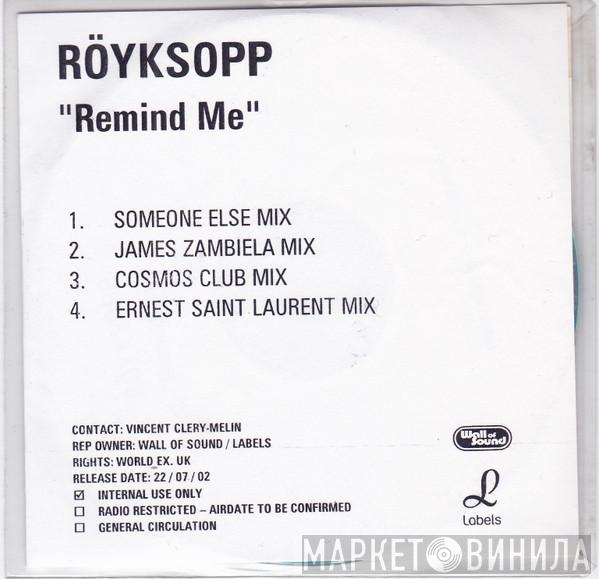 RÖYKSOPP
"Remind Me"
1. SOMEONE ELSE MIX
2. JAMES ZAMBIELA MIX
3. COSMOS CLUB MIX
4. ERNEST SAINT LAURENT MIX
CONTACT: VINCENT CLERY-MELIN
REP OWNER: WALL OF SOUND / LABELS
RIGHTS: WORLD EX. UK
RELEASE DATE: 22 / 07 / 02
☑ INTERNAL USE ONLY
☐ RADIO RESTRICTED – AIRDATE TO BE CONFIRMED
☐ GENERAL CIRCULATION
Wall of Sound
L
Labels
МАРКЕТ ВИНИЛА